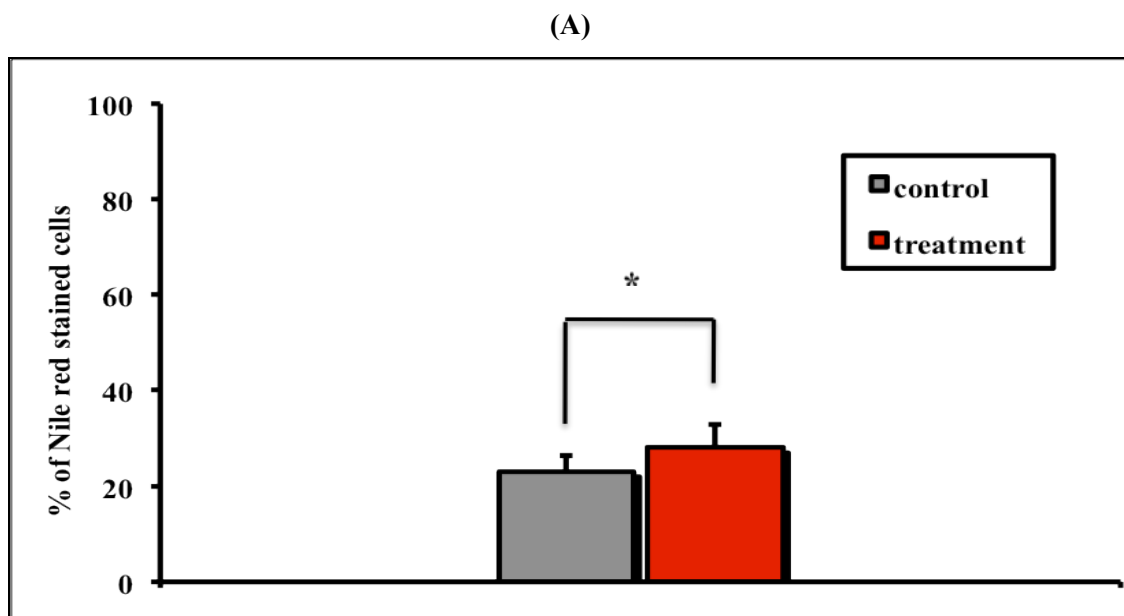 (A)
100
80
60
40
20
0
% of Nile red stained cells
*
control
treatment